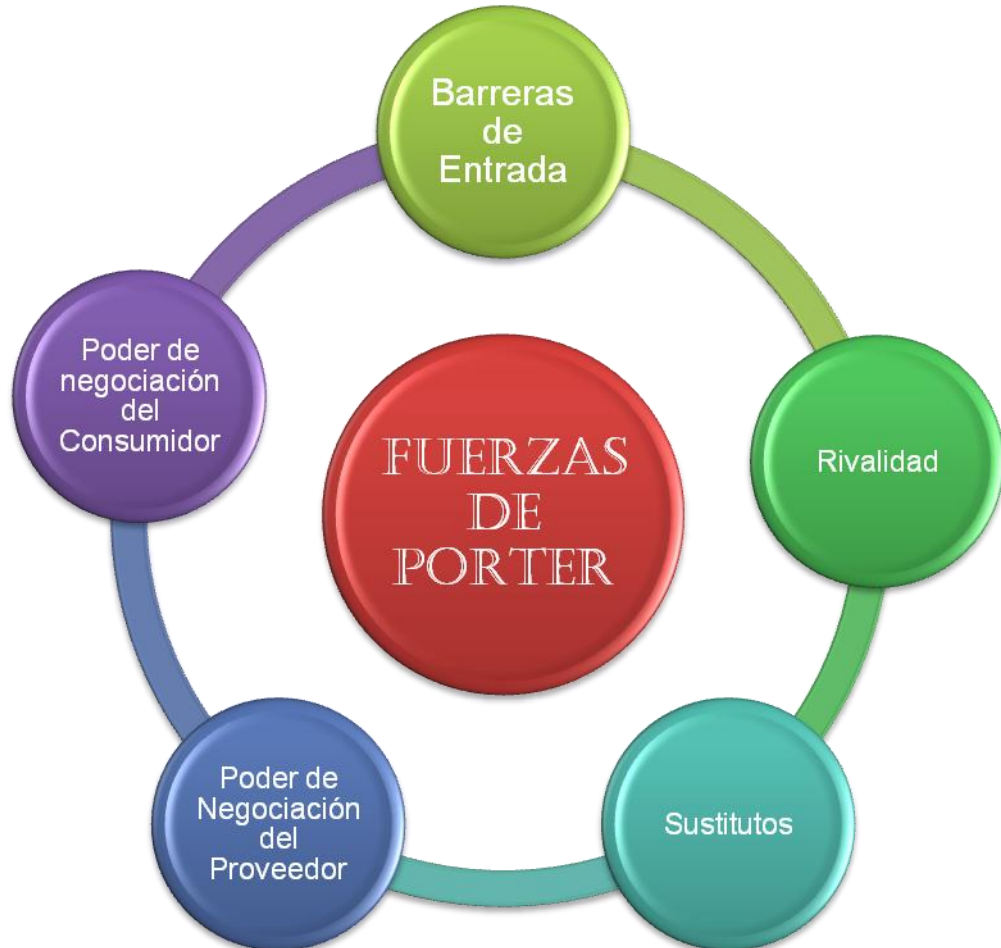 Barreras
de
Entrada
Poder de
negociación
del
Consumidor
FUERZAS
DE
PORTER
Rivalidad
Poder de
Negociación
del
Proveedor
Sustitutos